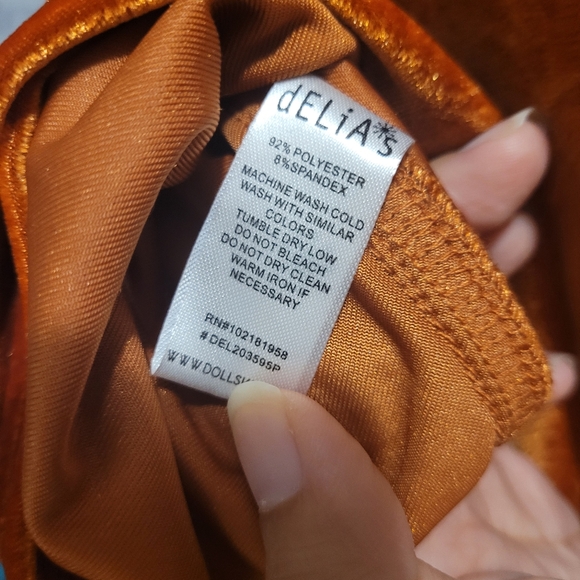 dELiA*s
92% POLYESTER
8%SPANDEX
MACHINE WASH COLD
WASH WITH SIMILAR
COLORS
TUMBLE DRY LOW
DO NOT BLEACH
DO NOT DRY CLEAN
WARM IRON IF
NECESSARY
RN#102181958
#DEL203595P